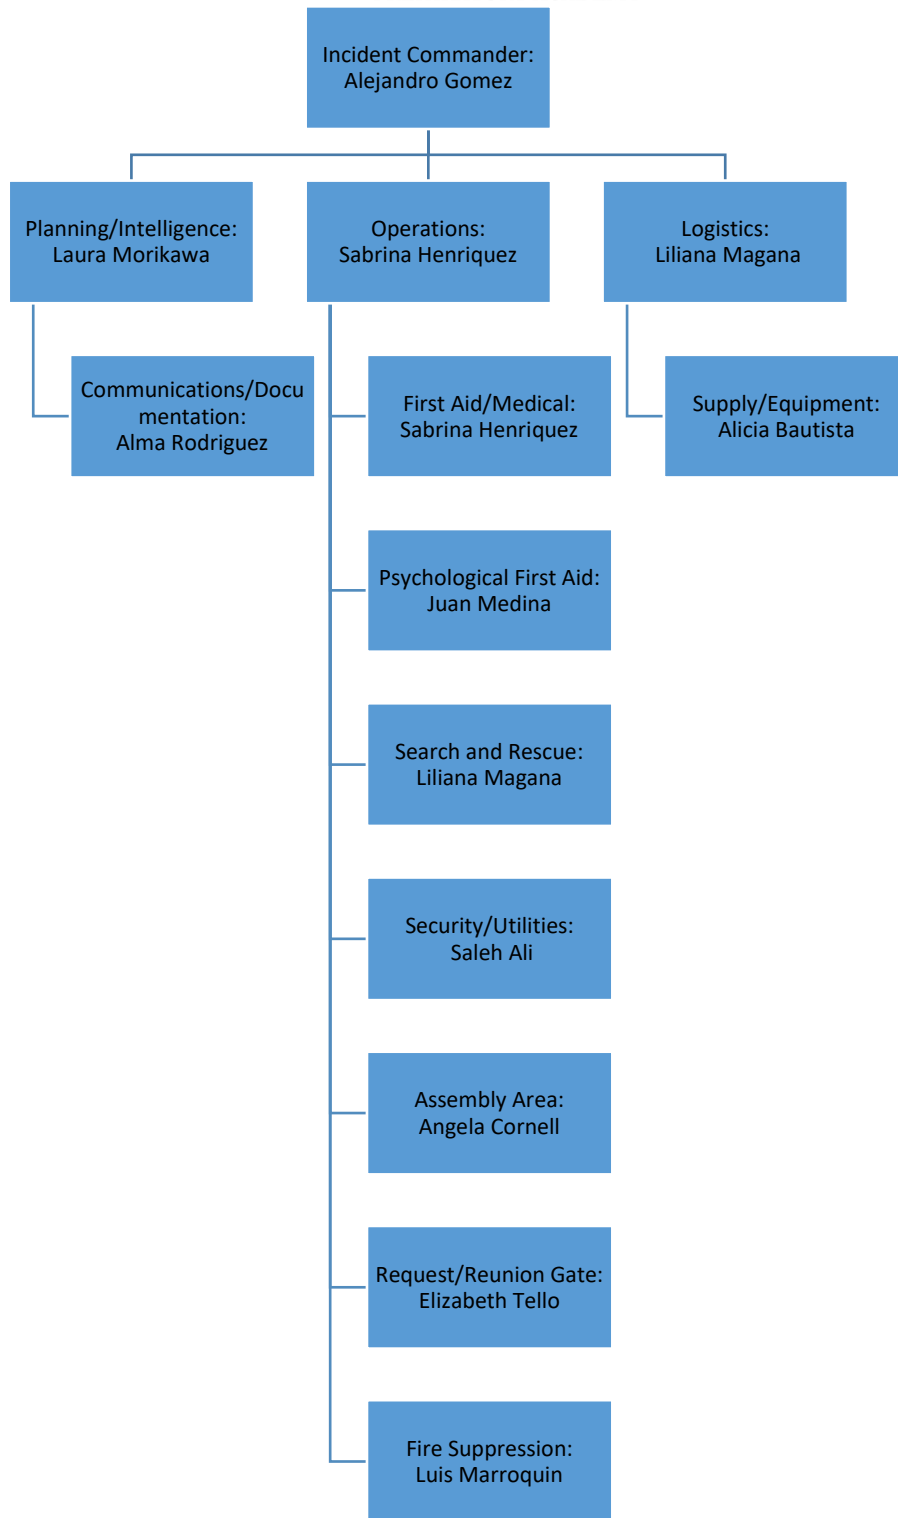 Incident Commander:
Alejandro Gomez
Planning/Intelligence:
Laura Morikawa
Operations:
Sabrina Henriquez
Logistics:
Liliana Magana
Communications/Docu
mentation:
Alma Rodriguez
First Aid/Medical:
Sabrina Henriquez
Supply/Equipment:
Alicia Bautista
Psychological First Aid:
Juan Medina
Search and Rescue:
Liliana Magana
Security/Utilities:
Saleh Ali
Assembly Area:
Angela Cornell
Request/Reunion Gate:
Elizabeth Tello
Fire Suppression:
Luis Marroquin